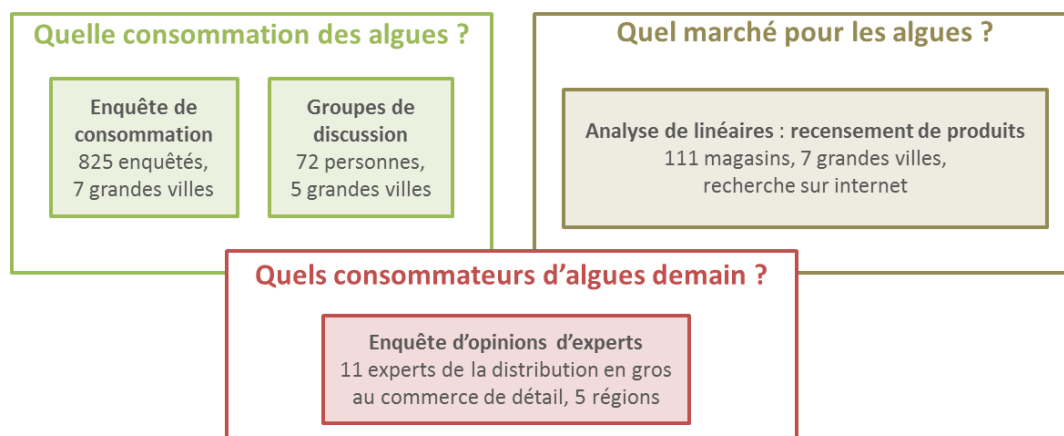 Quelle consommation des algues ?
Enquête de
consommation
825 enquêtés,
7 grandes villes
Groupes de
discussion
72 personnes,
5 grandes villes
Quel marché pour les algues ?
Analyse de linéaires : recensement de produits
111 magasins, 7 grandes villes,
recherche sur internet
Quels consommateurs d’algues demain ?
Enquête d’opinions d’experts
11 experts de la distribution en gros
au commerce de détail, 5 régions